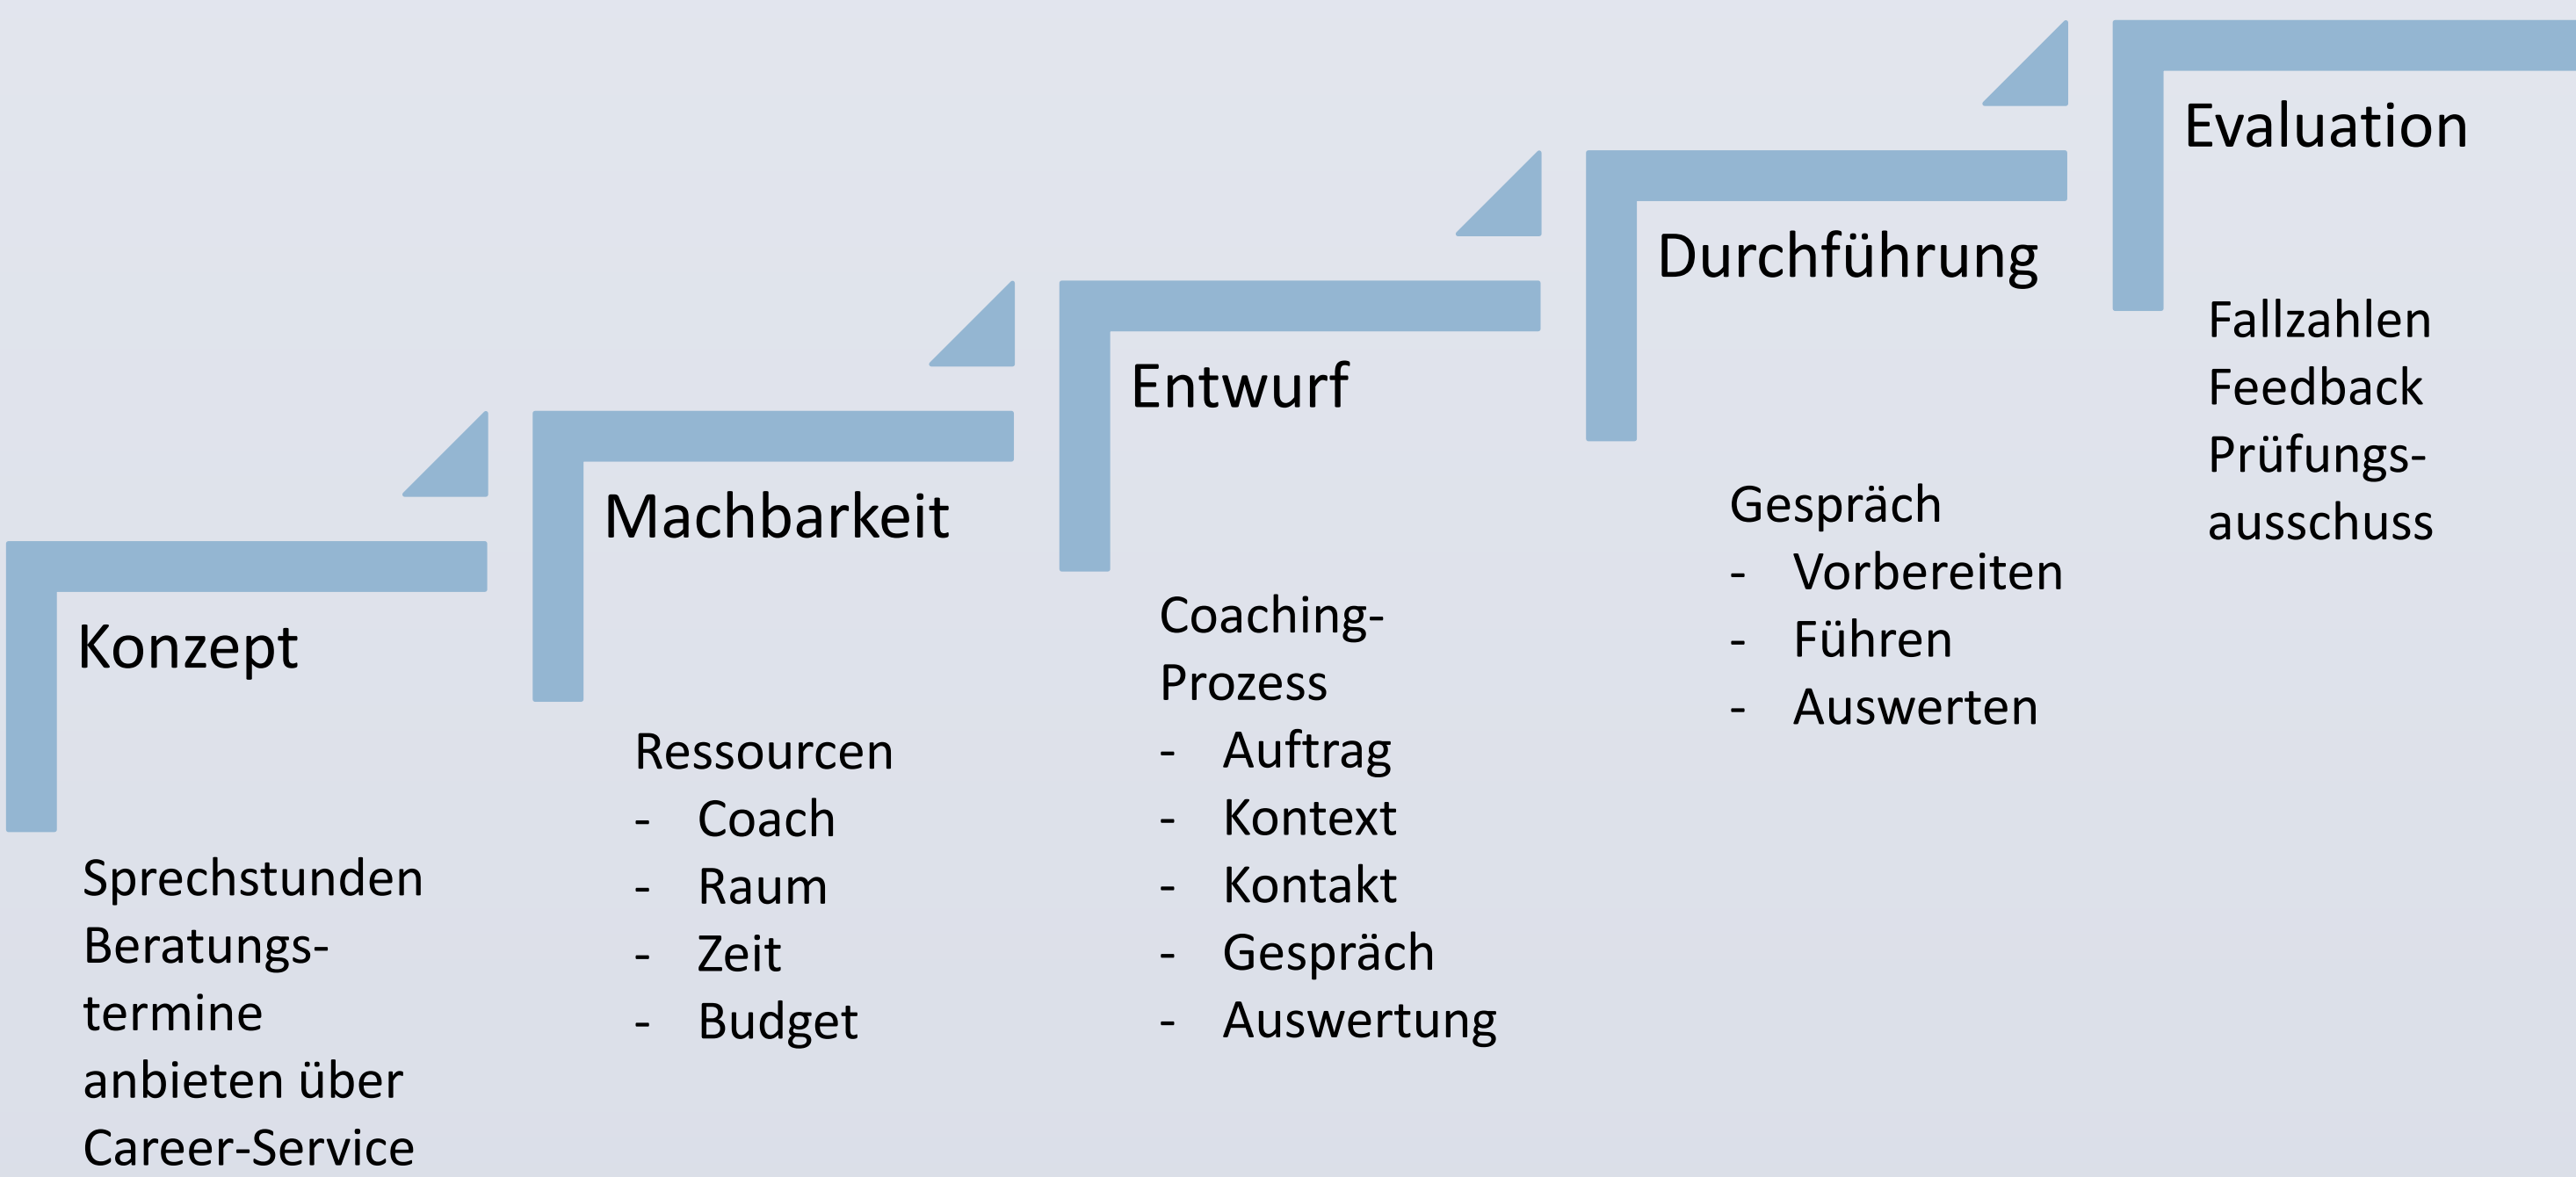 Konzept
Sprechstunden
Beratungs-
termine
anbieten über
Career-Service
Machbarkeit
Ressourcen
- Coach
- Raum
- Zeit
- Budget
Entwurf
Coaching-
Prozess
- Auftrag
- Kontext
- Kontakt
- Gespräch
- Auswertung
Durchführung
Gespräch
- Vorbereiten
- Führen
- Auswerten
Evaluation
Fallzahlen
Feedback
Prüfungs-
ausschuss